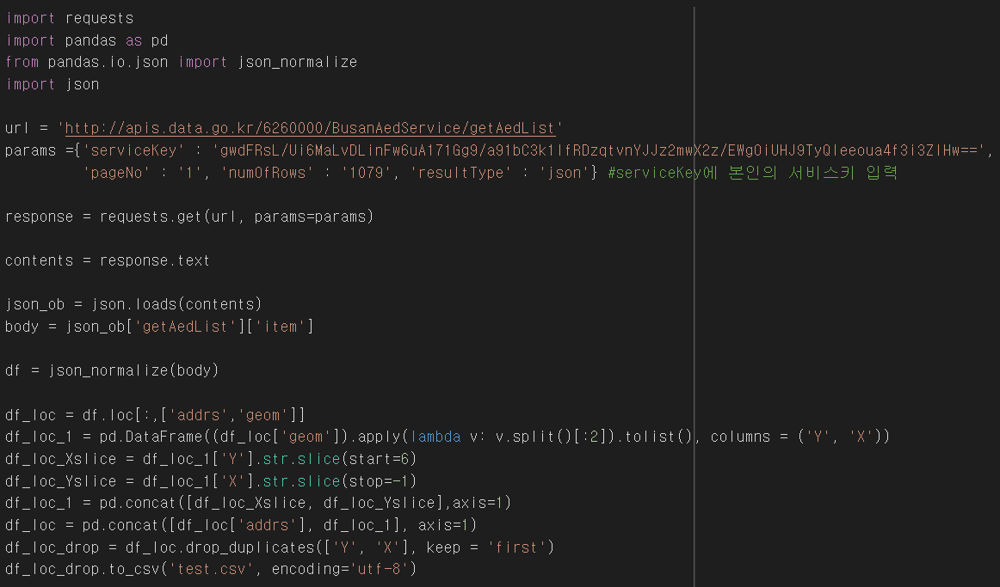 import requests
import pandas as pd
from pandas.io.json import json_normalize
import json
url = 'http://apis.data.go.kr/6260000/BusanAedService/getAedList'
params ={'serviceKey' : 'gwdFRsL/Ui6MaLvDLinFw6uA171Gg9/a91bC3k1IfRDzqtvnYJJz2mwX2z/EWgOiUHJ9TyQIeeoua4f3i3ZIHw==',
'pageNo' : '1', 'numOfRows' : '1079', 'resultType' : 'json'} #serviceKey에 본인의 서비스키 입력
response = requests.get(url, params=params)
contents = response.text
json_ob = json.loads(contents)
body = json_ob['getAedList']['item']
df = json_normalize(body)
df_loc = df.loc[:,['addrs','geom']]
df_loc_1 = pd.DataFrame((df_loc['geom']).apply(lambda v: v.split()[:2]).tolist(), columns = ('Y', 'X'))
df_loc_Xslice = df_loc_1['Y'].str.slice(start=6)
df_loc_Yslice = df_loc_1['X'].str.slice(stop=-1)
df_loc_1 = pd.concat([df_loc_Xslice, df_loc_Yslice],axis=1)
df_loc = pd.concat([df_loc['addrs'], df_loc_1], axis=1)
df_loc_drop = df_loc.drop_duplicates(['Y', 'X'], keep = 'first')
df_loc_drop.to_csv('test.csv', encoding='utf-8')